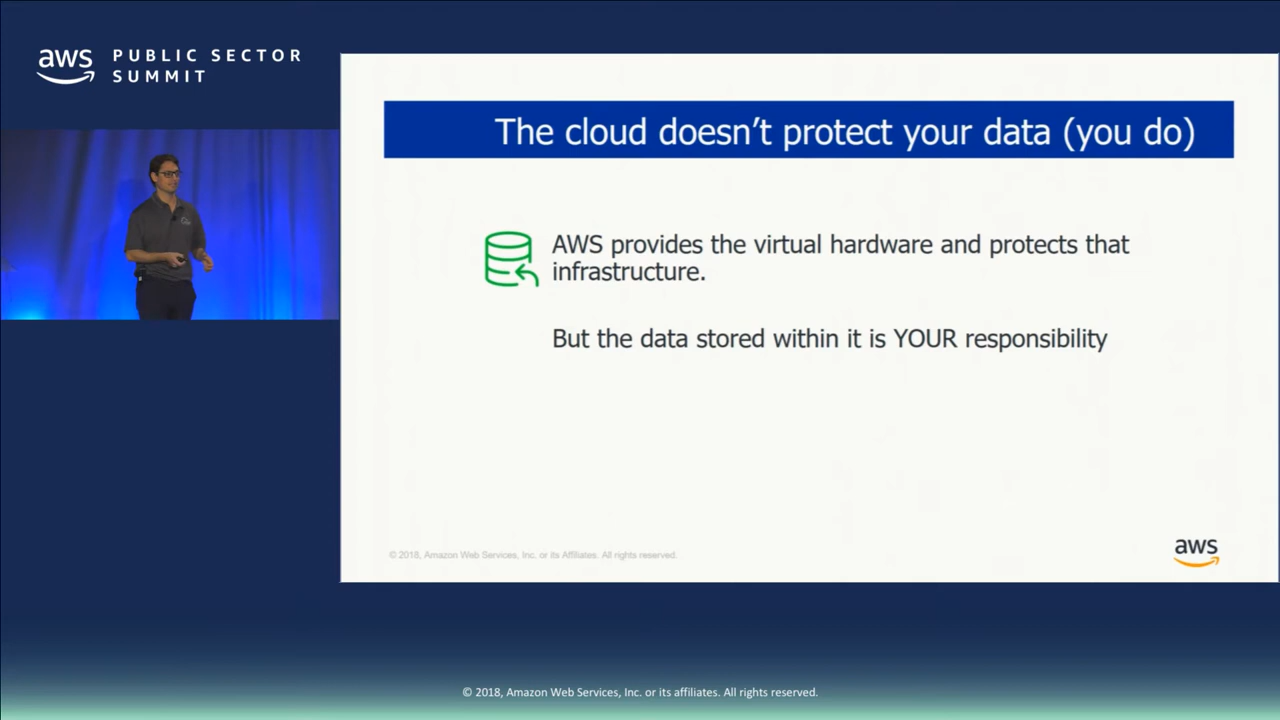 aws PUBLIC SECTOR
SUMMIT
The cloud doesn't protect your data (you do)
AWS provides the virtual hardware and protects that
infrastructure.
But the data stored within it is YOUR responsibility
© 2018, Amazon Web Services, Inc. or its Affiliates. All rights reserved.
aws
© 2018, Amazon Web Services, Inc. or its affiliates. All rights reserved.